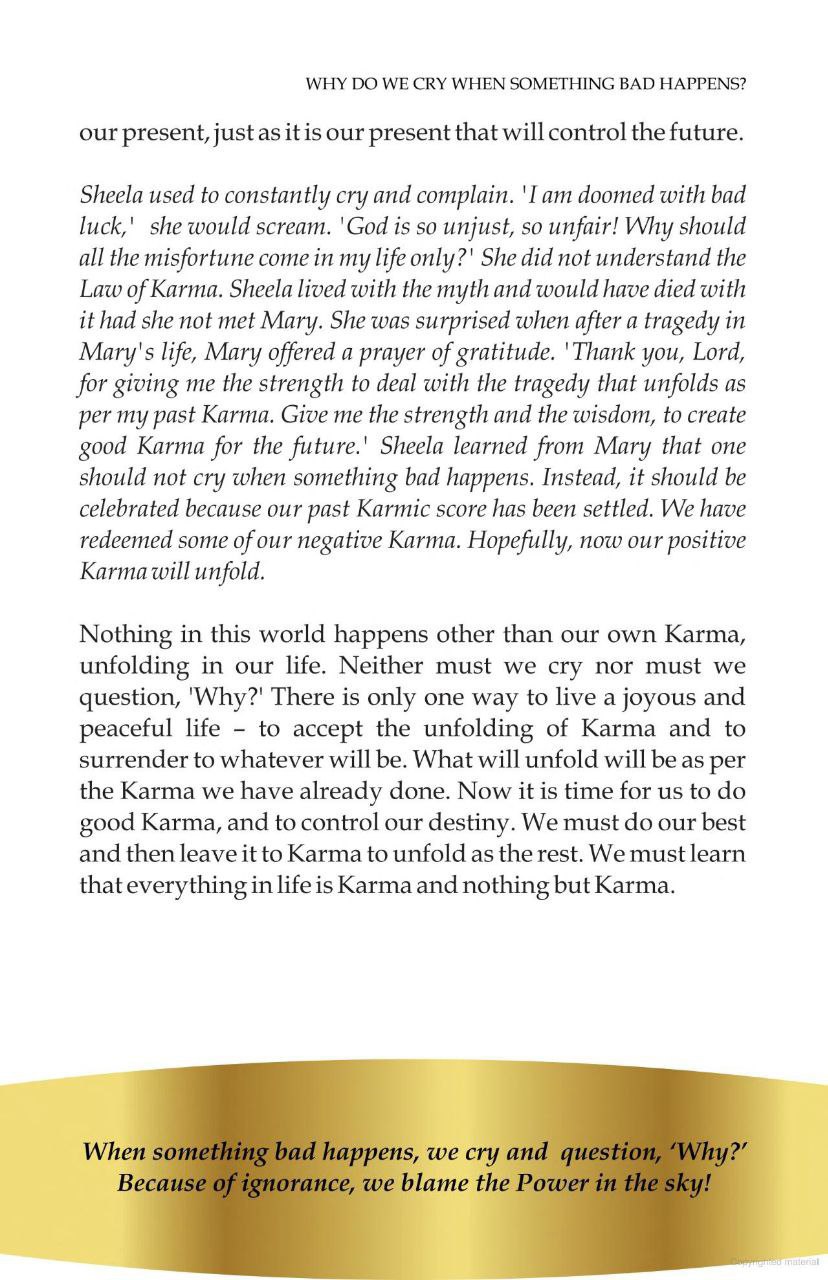 WHY DO WE CRY WHEN SOMETHING BAD HAPPENS?
our present, just as it is our present that will control the future.
Sheela used to constantly cry and complain. 'I am doomed with bad
luck,' she would scream. 'God is so unjust, so unfair! Why should
all the misfortune come in my life only?' She did not understand the
Law of Karma. Sheela lived with the myth and would have died with
it had she not met Mary. She was surprised when after a tragedy in
Mary's life, Mary offered a prayer of gratitude. 'Thank you, Lord,
for giving me the strength to deal with the tragedy that unfolds as
per my past Karma. Give me the strength and the wisdom, to create
good Karma for the future.' Sheela learned from Mary that one
should not cry when something bad happens. Instead, it should be
celebrated because our past Karmic score has been settled. We have
redeemed some of our negative Karma. Hopefully, now our positive
Karma will unfold.
Nothing in this world happens other than our own Karma,
unfolding in our life. Neither must we cry nor must we
question, 'Why?' There is only one way to live a joyous and
peaceful life – to accept the unfolding of Karma and to
surrender to whatever will be. What will unfold will be as per
the Karma we have already done. Now it is time for us to do
good Karma, and to control our destiny. We must do our best
and then leave it to Karma to unfold as the rest. We must learn
that everything in life is Karma and nothing but Karma.
When something bad happens, we cry and question, ‘Why?’
Because of ignorance, we blame the Power in the sky!
Copyrighted material